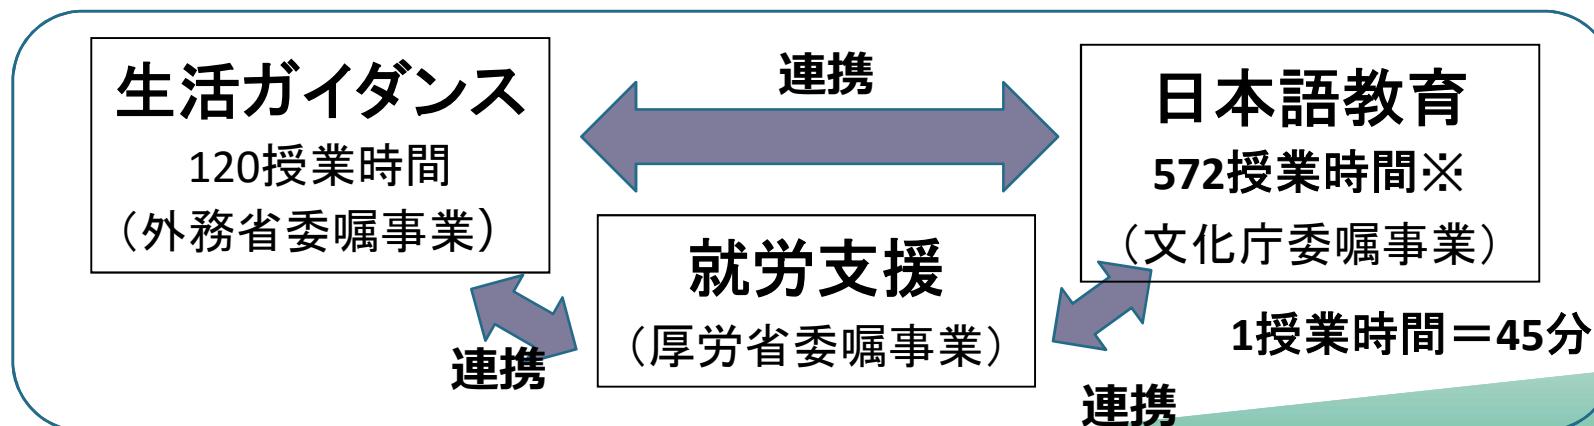 生活ガイダンス
120授業時間
（外務省委嘱事業）
連携
日本語教育
572授業時間※
（文化庁委嘱事業）
就労支援
（厚労省委嘱事業）
1授業時間＝45分
連携
連携